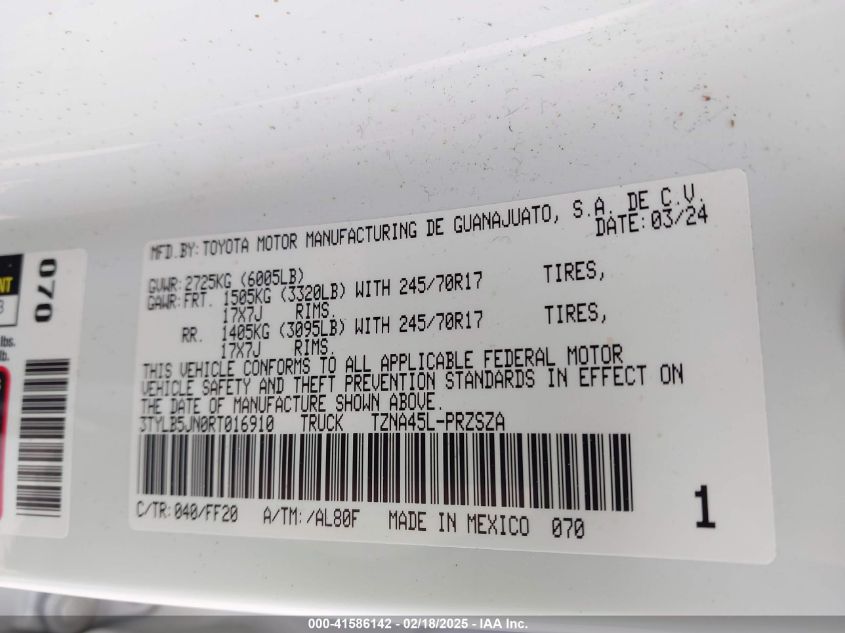 MFD.BY:TOYOTA MOTOR MANUFACTURING DE GUANAJUATO, S.A. DE C.V.
DATE:03/24
GVWR:2725KG (6005LB)
GAWR:FRT. 1505KG (3320LB) WITH 245/70R17 TIRES,
17X7J RIMS.
RR. 1405KG (3095LB) WITH 245/70R17 TIRES,
17X7J RIMS.
THIS VEHICLE CONFORMS TO ALL APPLICABLE FEDERAL MOTOR
VEHICLE SAFETY AND THEFT PREVENTION STANDARDS IN EFFECT ON
THE DATE OF MANUFACTURE SHOWN ABOVE.
3TYLB5JN0RT016910 TRUCK TZNA45L-PRZSZA
C/TR:040/FF20 A/TM:/AL80F MADE IN MEXICO 070
1
070
NT
lbs.
lb.
000-41586142 - 02/18/2025 - IAA Inc.